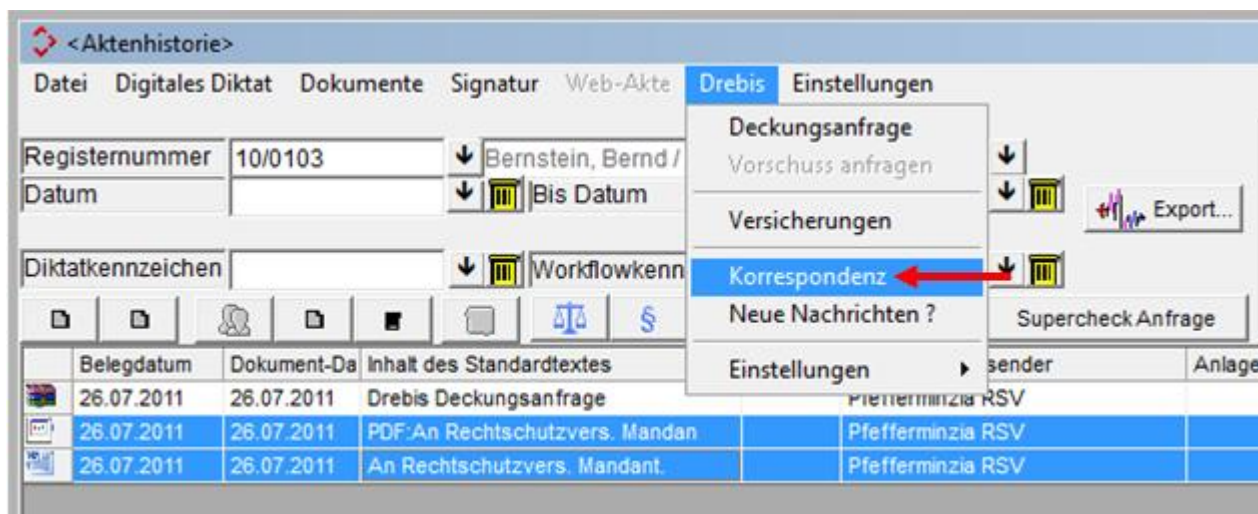 <Aktenhistorie>
Datei Digitales Diktat Dokumente Signatur Web-Akte Drebis Einstellungen
Deckungsanfrage
Registernummer 10/0103 Bernstein, Bernd /
Vorschuss anfragen
Datum Bis Datum
Export...
Versicherungen
Diktatkennzeichen Workflowkenn
Korrespondenz
Neue Nachrichten ?
§ Supercheck Anfrage
Einstellungen
Belegdatum Dokument-Da Inhalt des Standardtextes sender Anlage
26.07.2011 26.07.2011 Drebis Deckungsanfrage Pfefferminzia RSV
26.07.2011 26.07.2011 PDF:An Rechtschutzvers. Mandan Pfefferminzia RSV
26.07.2011 26.07.2011 An Rechtschutzvers. Mandant. Pfefferminzia RSV